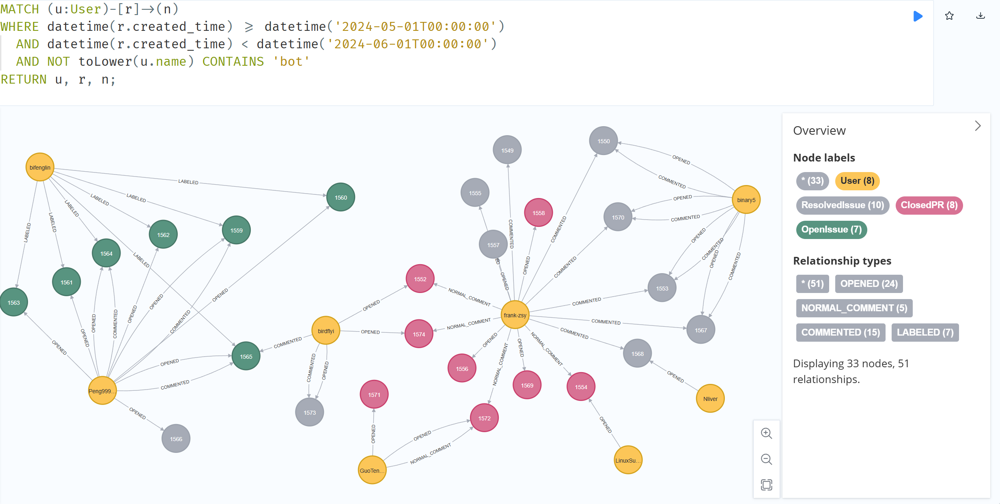 MATCH (u:User)-[r]→(n)
WHERE datetime(r.created_time) ⩾ datetime('2024-05-01T00:00:00')
AND datetime(r.created_time) < datetime('2024-06-01T00:00:00')
AND NOT toLower(u.name) CONTAINS 'bot'
RETURN u, r, n;
bifenglin
LABELED
LABELED
LABELED
LABELED
LABELED
LABELED
LABELED
1560
1559
1562
1564
1561
1563
OPENED
OPENED
OPENED
COMMENTED
OPENED
OPENED
COMMENTED
OPENED
OPENED
COMMENTED
OPENED
Peng999...
1565
1566
birdflyi
OPENED
OPENED
COMMENTED
COMMENTED
OPENED
1573
1552
1574
1549
1555
1557
1558
1550
1570
1553
1567
1568
binary5
OPENED
COMMENTED
OPENED
COMMENTED
OPENED
COMMENTED
OPENED
COMMENTED
frank-zsy
COMMENTED
ED
OPENED
OPENED
COMMENTED
COMMENTED
COMMENTED
COMMENTED
COMMENTED
NORMAL_COMMENT
NORMAL_COMMENT
OPENED
NORMAL_COMMENT
OPENED
NORMAL_COMMENT
1556
1569
1554
1571
1572
OPENED
OPENED
NORMAL_COMMENT
GuoTen...
OPENED
LinuxSu...
OPENED
Nliver
Overview
Node labels
* (33) User (8)
ResolvedIssue (10) ClosedPR (8)
OpenIssue (7)
Relationship types
* (51) OPENED (24)
NORMAL_COMMENT (5)
COMMENTED (15) LABELED (7)
Displaying 33 nodes, 51
relationships.